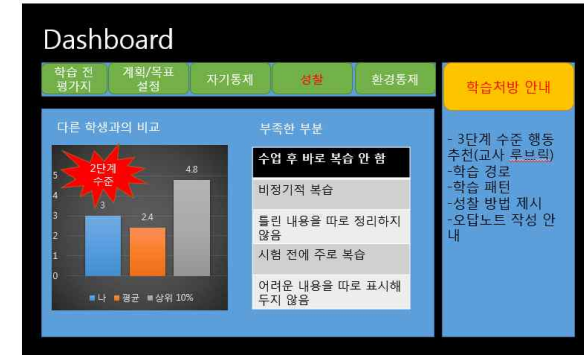 Dashboard
학습 전
평가지
계획/목표
설정
자기통제
성찰
환경통제
학습처방 안내
다른 학생과의 비교
2단계
수준
5
4
3
2
1
0
3
2.4
4.8
나
평균
상위 10%
부족한 부분
수업 후 바로 복습 안 함
비정기적 복습
틀린 내용을 따로 정리하지
않음
시험 전에 주로 복습
어려운 내용을 따로 표시해
두지 않음
- 3단계 수준 행동
추천(교사 루브릭)
-학습 경로
-학습 패턴
-성찰 방법 제시
-오답노트 작성 안
내